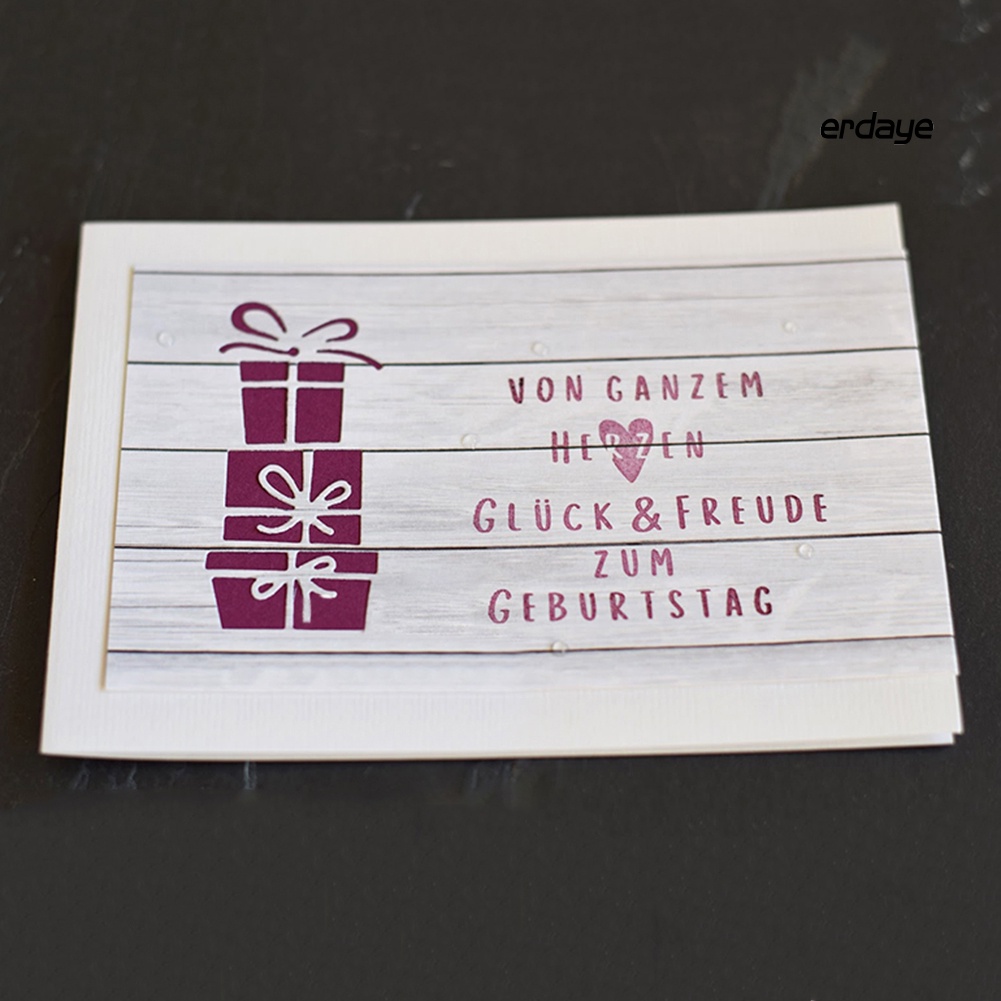 erdaye
VON GANZEM
HERZEN
GLÜCK & FREUDE
ZUM
GEBURTSTAG